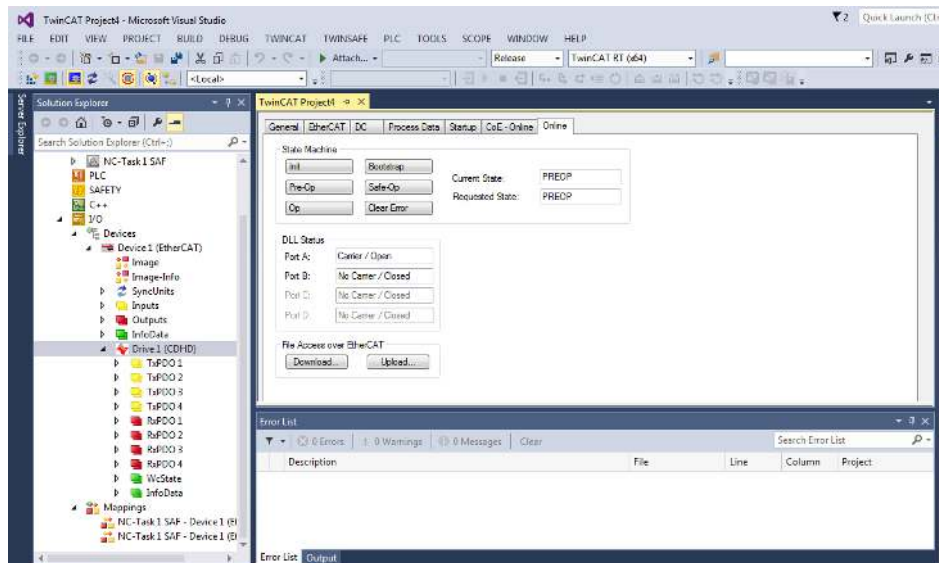 TwinCAT Project4 - Microsoft Visual Studio
2
Quick Launch (Ctrl
FILE EDIT VIEW PROJECT BUILD DEBUG TWINCAT TWINSAFE PLC TOOLS SCOPE WINDOW HELP
Attach... Release TwinCAT RT (x64)
<Local>
Server Explorer
Solution Explorer
Search Solution Explorer (Ctrl+;)
NC-Task 1 SAF
PLC
SAFETY
C++
I/O
Devices
Device 1 (EtherCAT)
Image
Image-Info
SyncUnits
Inputs
Outputs
InfoData
Drive 1 (CDHD)
TxPDO 1
TxPDO 2
TxPDO 3
TxPDO 4
RxPDO 1
RxPDO 2
RxPDO 3
RxPDO 4
WcState
InfoData
Mappings
NC-Task 1 SAF - Device 1 (Et
NC-Task 1 SAF - Device 1 (Et
TwinCAT Project4
General EtherCAT DC Process Data Startup CoE - Online Online
State Machine
Init Bootstrap
Pre-Op Safe-Op
Op Clear Error
Current State: PREOP
Requested State: PREOP
DLL Status
Port A: Carrier / Open
Port B: No Carrier / Closed
Port C: No Carrier / Closed
Port D: No Carrier / Closed
File Access over EtherCAT
Download... Upload...
Error List
0 Errors 0 Warnings 0 Messages Clear
Search Error List
Description File Line Column Project
Error List Output